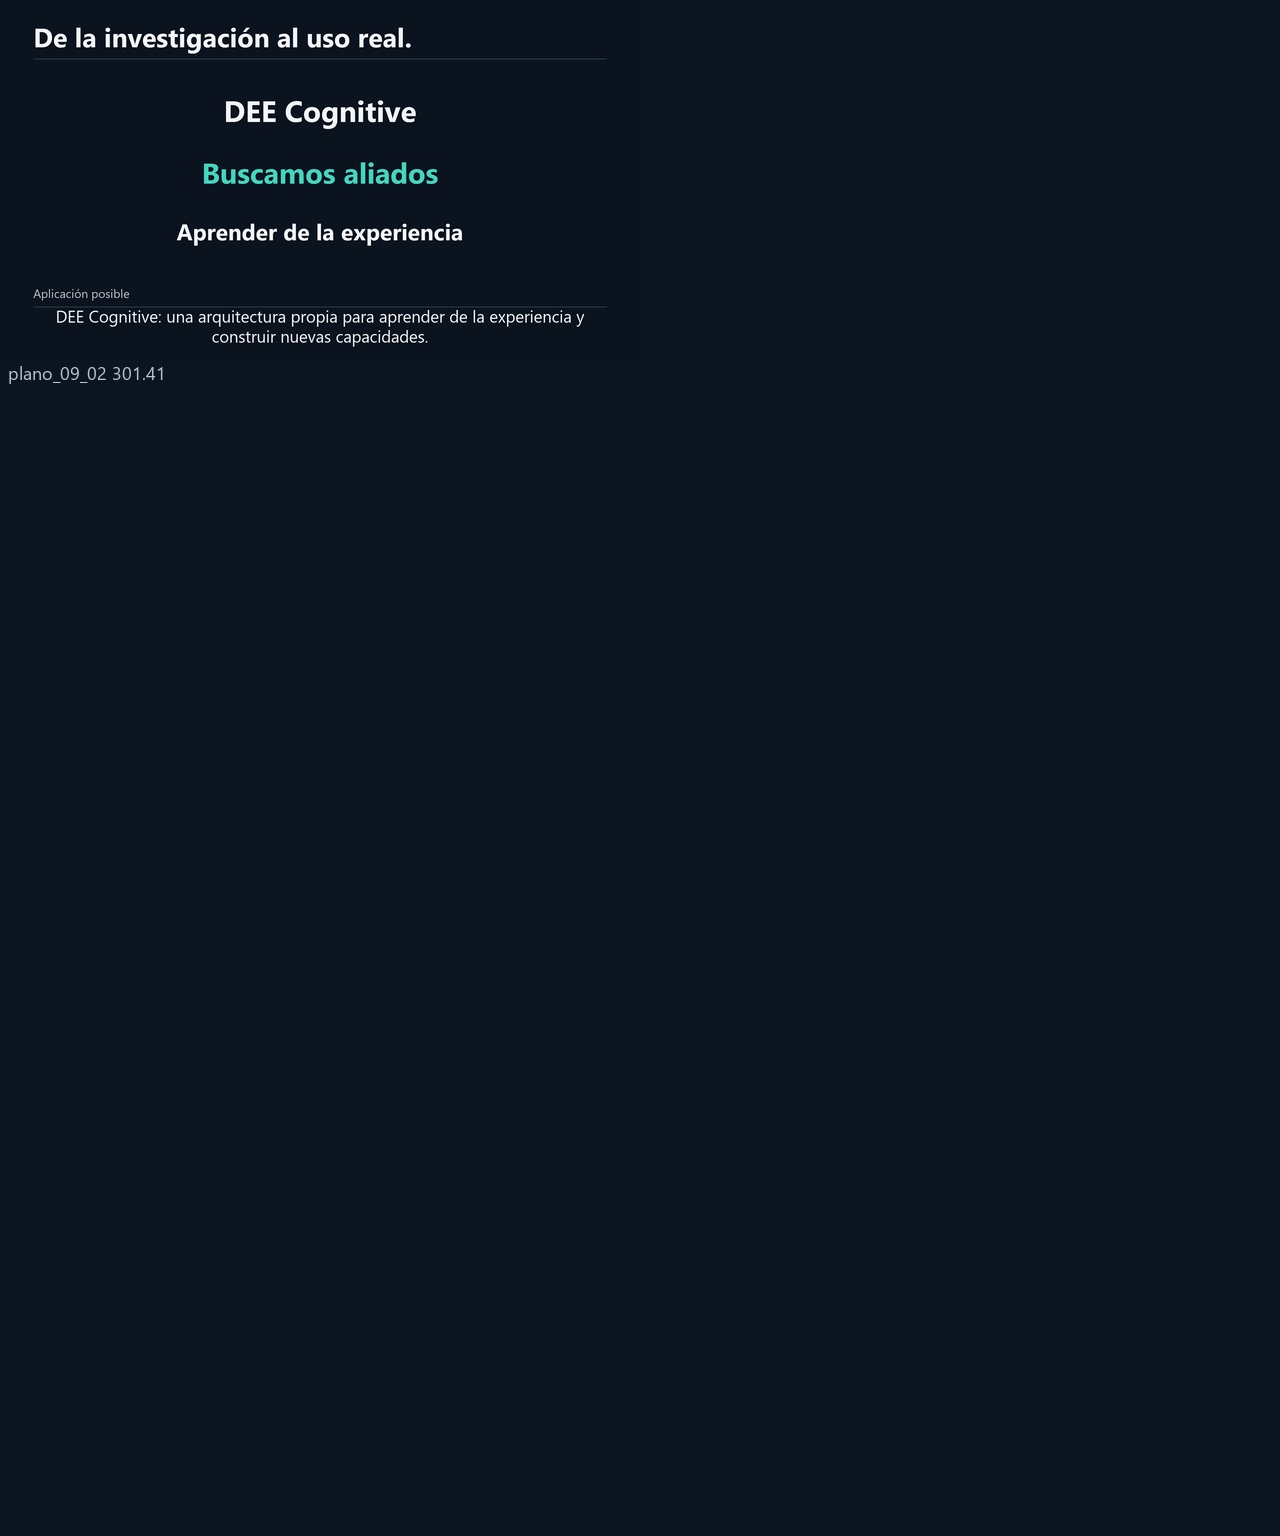 De la investigación al uso real.
DEE Cognitive
Buscamos aliados
Aprender de la experiencia
Aplicación posible
DEE Cognitive: una arquitectura propia para aprender de la experiencia y
construir nuevas capacidades.
plano_09_02 301.41